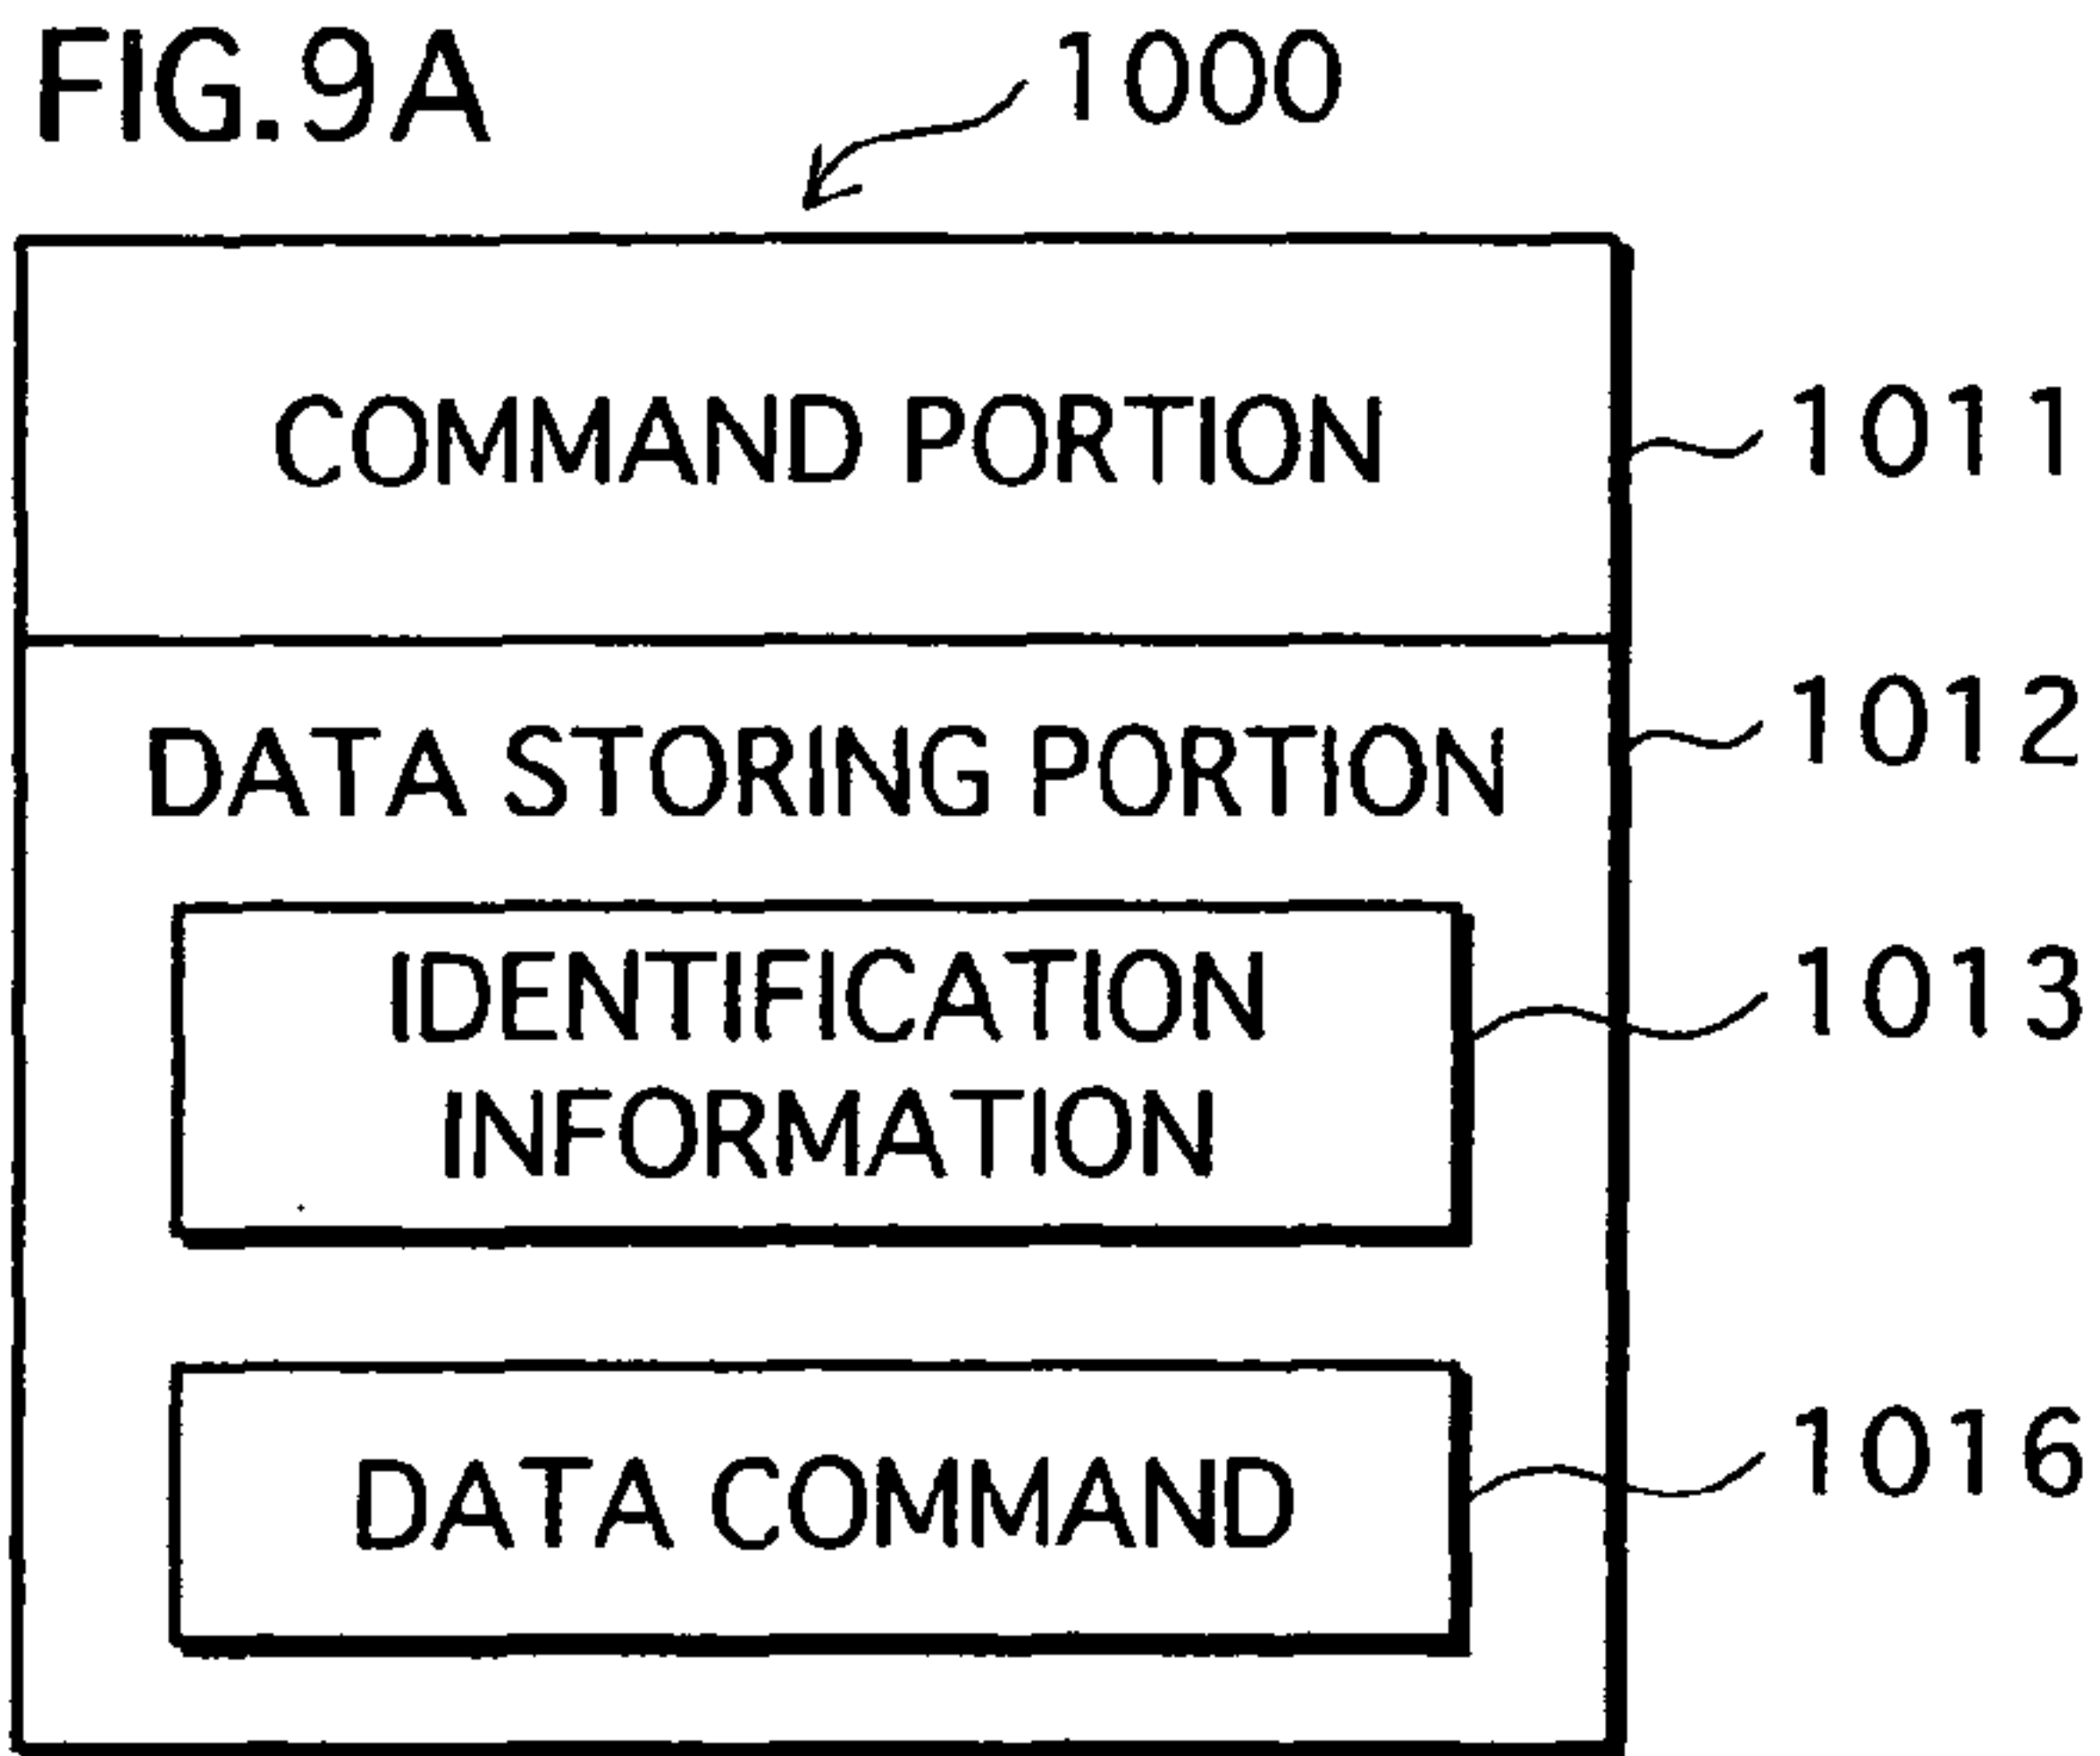 FIG.9A
1000
COMMAND PORTION
1011
DATA STORING PORTION
1012
IDENTIFICATION
INFORMATION
1013
DATA COMMAND
1016